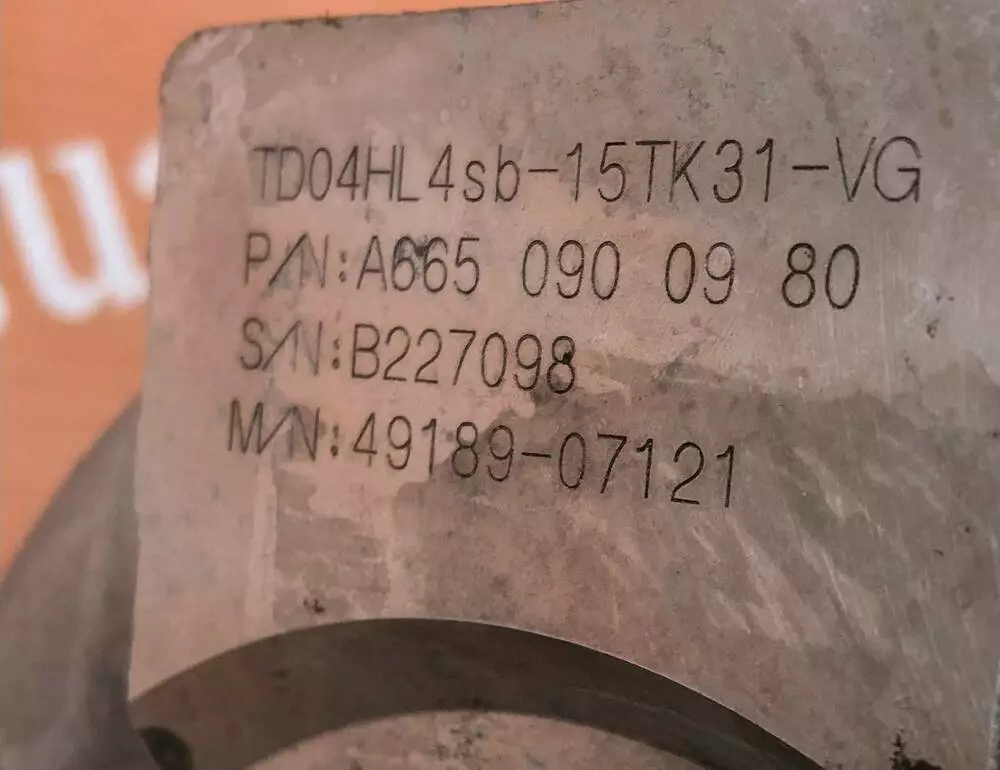 TD04HL4sb-15TK31-VG
P/N:A665 090 09 80
S/N:B227098
M/N:49189-07121